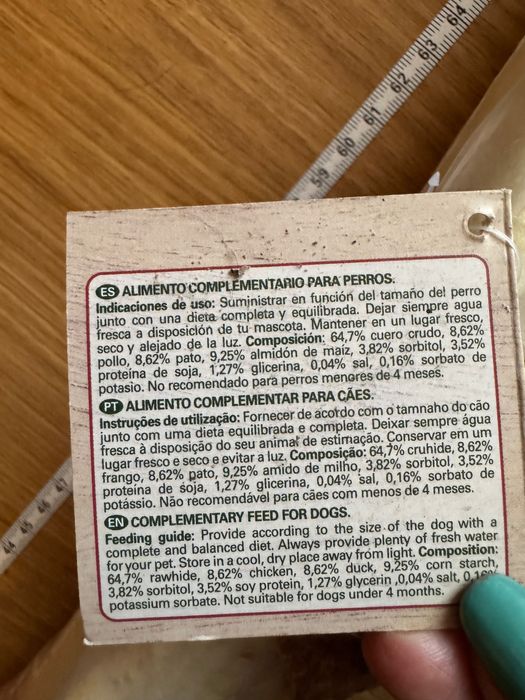 64
63
62
61
60
59
ES ALIMENTO COMPLEMENTARIO PARA PERROS.
Indicaciones de uso: Suministrar en función del tamaño del perro
junto con una dieta completa y equilibrada. Dejar siempre agua
fresca a disposición de tu mascota. Mantener en un lugar fresco,
seco y alejado de la luz. Composición: 64,7% cuero crudo, 8,62%
pollo, 8,62% pato, 9,25% almidón de maíz, 3,82% sorbitol, 3,52%
proteína de soja, 1,27% glicerina, 0,04% sal, 0,16% sorbato de
potasio. No recomendado para perros menores de 4 meses.
PT ALIMENTO COMPLEMENTAR PARA CÃES.
Instruções de utilização: Fornecer de acordo com o tamnaho do cão
junto com uma dieta equilibrada e completa. Deixar sempre água
fresca à disposição do seu animal de estimação. Conservar em um
lugar fresco e seco e evitar a luz. Composição: 64,7% cruhide, 8,62%
frango, 8,62% pato, 9,25% amido de milho, 3,82% sorbitol, 3,52%
proteína de soja, 1,27% glicerina, 0,04% sal, 0,16% sorbato de
potássio. Não recomendável para cães com menos de 4 meses.
EN COMPLEMENTARY FEED FOR DOGS.
Feeding guide: Provide according to the size of the dog with a
complete and balanced diet. Always provide plenty of fresh water
for your pet. Store in a cool, dry place away from light. Composition:
64,7% rawhide, 8,62% chicken, 8,62% duck, 9,25% corn starch,
3,82% sorbitol, 3,52% soy protein, 1,27% glycerin ,0,04% salt, 0,16%
potassium sorbate. Not suitable for dogs under 4 months.
47
46
45
44